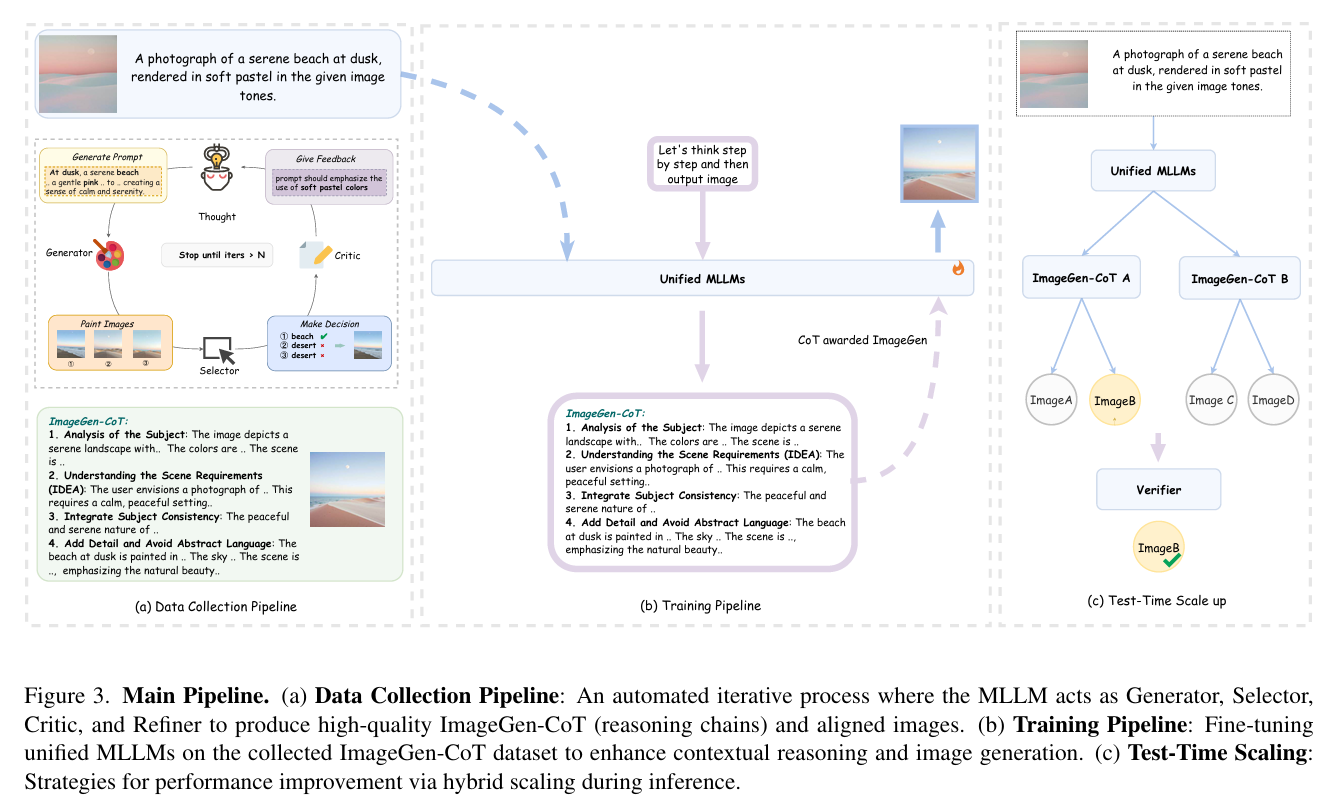 A photograph of a serene beach at dusk,
rendered in soft pastel in the given image
tones.
Generate Prompt
At dusk, a serene beach
.. a gentle pink .. to .. creating a
sense of calm and serenity.
Give Feedback
prompt should emphasize the
use of soft pastel colors
Thought
Generator
Stop until iters > N
Critic
Paint Images
①
②
③
Make Decision
① beach ✔
② desert ×
③ desert ×
Selector
ImageGen-CoT:
1. Analysis of the Subject: The image depicts a
serene landscape with.. The colors are .. The scene
is ..
2. Understanding the Scene Requirements
(IDEA): The user envisions a photograph of .. This
requires a calm, peaceful setting..
3. Integrate Subject Consistency: The peaceful
and serene nature of ..
4. Add Detail and Avoid Abstract Language: The
beach at dusk is painted in .. The sky .. The scene is
.., emphasizing the natural beauty..
(a) Data Collection Pipeline
Let's think step
by step and then
output image
Unified MLLMs
CoT awarded ImageGen
ImageGen-CoT:
1. Analysis of the Subject: The image depicts a serene
landscape with.. The colors are .. The scene is ..
2. Understanding the Scene Requirements (IDEA): The
user envisions a photograph of .. This requires a calm,
peaceful setting..
3. Integrate Subject Consistency: The peaceful and
serene nature of ..
4. Add Detail and Avoid Abstract Language: The beach
at dusk is painted in .. The sky .. The scene is ..,
emphasizing the natural beauty..
(b) Training Pipeline
A photograph of a serene beach
at dusk, rendered in soft pastel
in the given image tones.
Unified MLLMs
ImageGen-CoT A
ImageGen-CoT B
ImageA
ImageB
Image C
ImageD
Verifier
ImageB
(c) Test-Time Scale up
Figure 3. Main Pipeline. (a) Data Collection Pipeline: An automated iterative process where the MLLM acts as Generator, Selector,
Critic, and Refiner to produce high-quality ImageGen-CoT (reasoning chains) and aligned images. (b) Training Pipeline: Fine-tuning
unified MLLMs on the collected ImageGen-CoT dataset to enhance contextual reasoning and image generation. (c) Test-Time Scaling:
Strategies for performance improvement via hybrid scaling during inference.